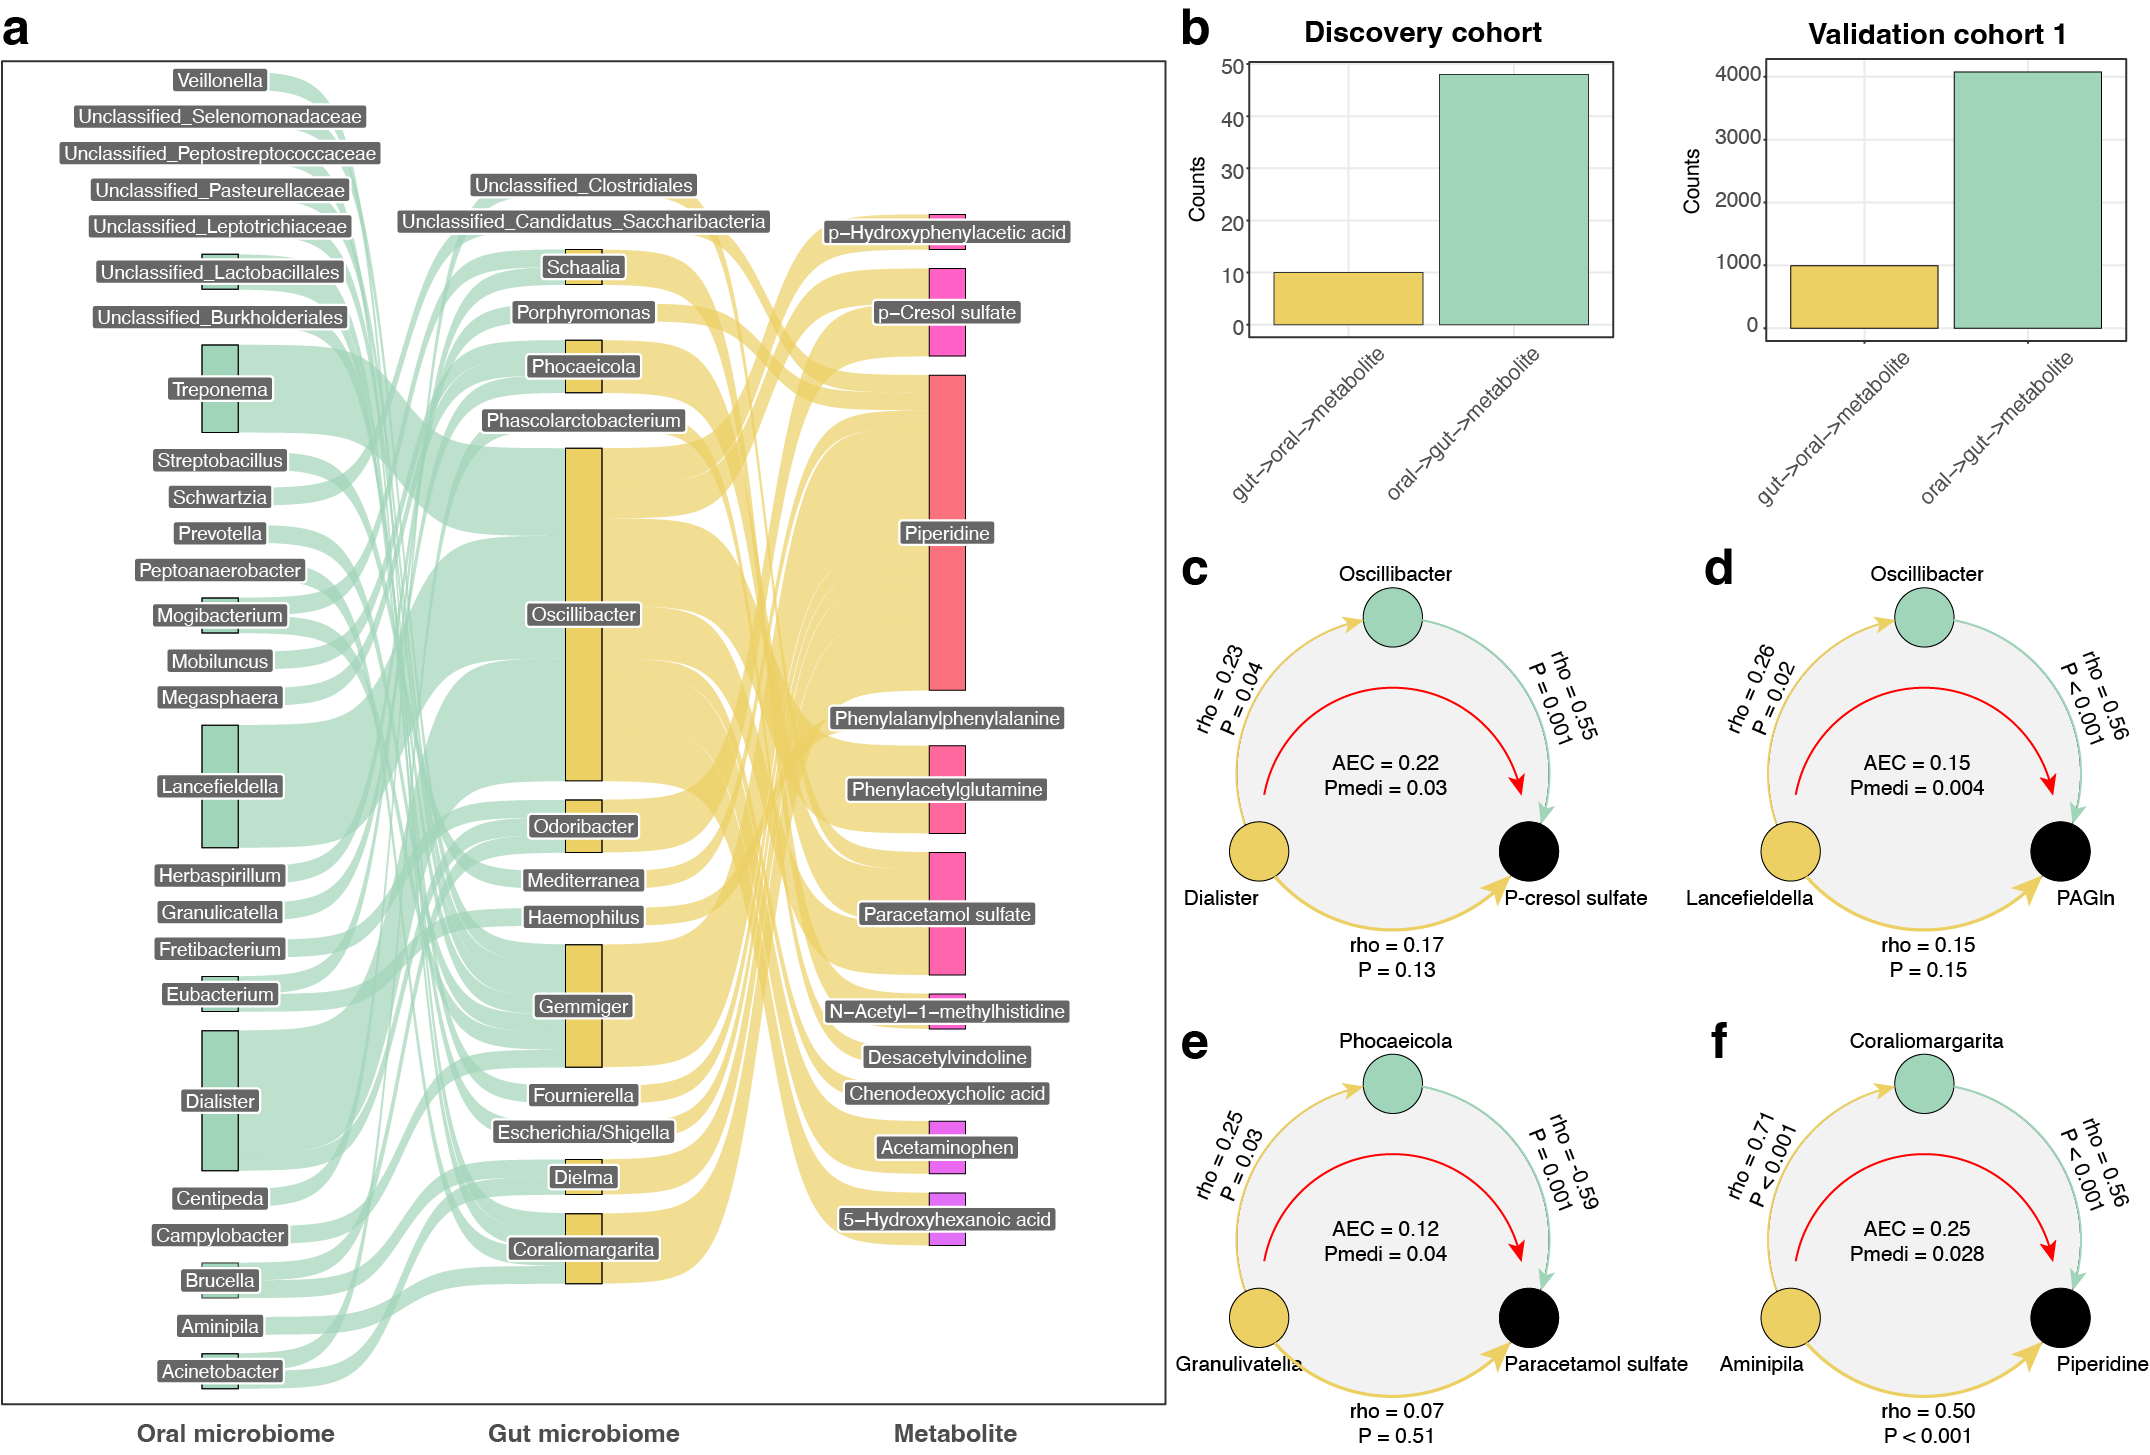 a
Veillonella
Unclassified_Selenomonadaceae
Unclassified_Peptostreptococcaceae
Unclassified_Pasteurellaceae
Unclassified_Leptotrichiaceae
Unclassified_Lactobacillales
Unclassified_Burkholderiales
Treponema
Streptobacillus
Schwartzia
Prevotella
Peptoanaerobacter
Mogibacterium
Mobiluncus
Megasphaera
Lancefieldella
Herbaspirillum
Granulicatella
Fretibacterium
Eubacterium
Dialister
Centipeda
Campylobacter
Brucella
Aminipila
Acinetobacter
Oral microbiome
Unclassified_Clostridiales
Unclassified_Candidatus_Saccharibacteria
Schaalia
Porphyromonas
Phocaeicola
Phascolarctobacterium
Oscillibacter
Odoribacter
Mediterranea
Haemophilus
Gemmiger
Fournierella
Escherichia/Shigella
Dielma
Coraliomargarita
Gut microbiome
p−Hydroxyphenylacetic acid
p−Cresol sulfate
Piperidine
Phenylalanylphenylalanine
Phenylacetylglutamine
Paracetamol sulfate
N−Acetyl−1−methylhistidine
Desacetylvindoline
Chenodeoxycholic acid
Acetaminophen
5−Hydroxyhexanoic acid
Metabolite
b
Discovery cohort
Counts
50
40
30
20
10
0
gut−>oral−>metabolite
oral−>gut−>metabolite
Validation cohort 1
Counts
4000
3000
2000
1000
0
gut−>oral−>metabolite
oral−>gut−>metabolite
c
Oscillibacter
rho = 0.23
P = 0.04
rho = 0.55
P = 0.001
AEC = 0.22
Pmedi = 0.03
Dialister
P-cresol sulfate
rho = 0.17
P = 0.13
d
Oscillibacter
rho = 0.26
P = 0.02
rho = 0.56
P < 0.001
AEC = 0.15
Pmedi = 0.004
Lancefieldella
PAGln
rho = 0.15
P = 0.15
e
Phocaeicola
rho = 0.25
P = 0.03
rho = -0.59
P = 0.001
AEC = 0.12
Pmedi = 0.04
Granulivatella
Paracetamol sulfate
rho = 0.07
P = 0.51
f
Coraliomargarita
rho = 0.71
P < 0.001
rho = 0.56
P < 0.001
AEC = 0.25
Pmedi = 0.028
Aminipila
Piperidine
rho = 0.50
P < 0.001